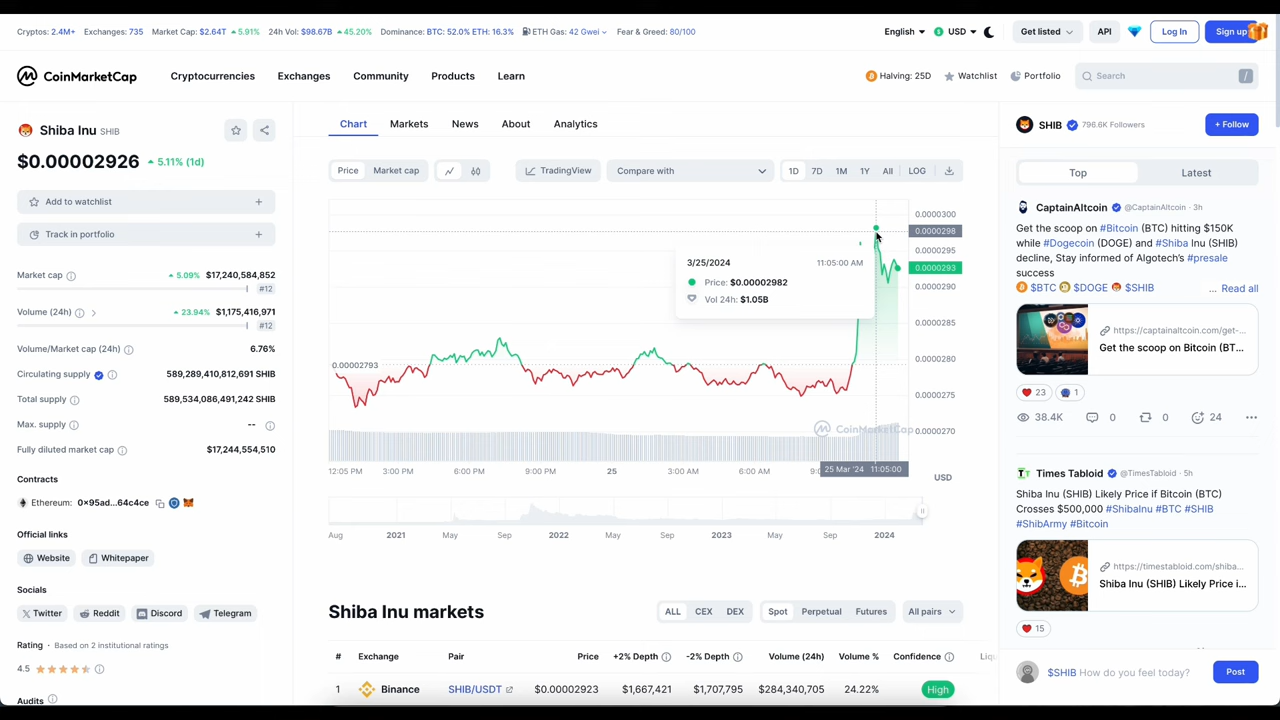 Cryptos: 2.4M+ Exchanges: 735 Market Cap: $2.64T 5.91% 24h Vol: $98.67B 45.20% Dominance: BTC: 52.0% ETH: 16.3% ETH Gas: 42 Gwei Fear & Greed: 80/100 English USD Get listed API Log In Sign up
CoinMarketCap Cryptocurrencies Exchanges Community Products Learn Halving: 25D Watchlist Portfolio Search /
Shiba Inu SHIB
$0.00002926 5.11% (1d)
Add to watchlist +
Track in portfolio +
Market cap 5.09% $17,240,584,852
#12
Volume (24h) 23.94% $1,175,416,971
#12
Volume/Market cap (24h) 6.76%
Circulating supply 589,289,410,812,691 SHIB
Total supply 589,534,086,491,242 SHIB
Max. supply --
Fully diluted market cap $17,244,554,510
Contracts
Ethereum: 0x95ad...64c4ce
Official links
Website Whitepaper
Socials
Twitter Reddit Discord Telegram
Rating · Based on 2 institutional ratings
4.5
Audits
Chart Markets News About Analytics
Price Market cap TradingView Compare with 1D 7D 1M 1Y All LOG
0.0000300
0.0000298
0.0000295
0.0000293
0.0000290
0.0000285
0.0000280
0.0000275
0.0000270
3/25/2024 11:05:00 AM
Price: $0.00002982
Vol 24h: $1.05B
0.00002793
CoinMarketCap
12:05 PM 3:00 PM 6:00 PM 9:00 PM 25 3:00 AM 6:00 AM 9: 25 Mar '24 11:05:00
USD
Aug 2021 May Sep 2022 May Sep 2023 May Sep 2024
Shiba Inu markets ALL CEX DEX Spot Perpetual Futures All pairs
# Exchange Pair Price +2% Depth -2% Depth Volume (24h) Volume % Confidence Liq
1 Binance SHIB/USDT $0.00002923 $1,667,421 $1,707,795 $284,340,705 24.22% High
SHIB 796.6K Followers + Follow
Top Latest
CaptainAltcoin @CaptainAltcoin · 3h
Get the scoop on #Bitcoin (BTC) hitting $150K
while #Dogecoin (DOGE) and #Shiba Inu (SHIB)
decline, Stay informed of Algotech's #presale
success
$BTC $DOGE $SHIB ... Read all
https://captainaltcoin.com/get-...
Get the scoop on Bitcoin (BT...
23 1
38.4K 0 0 24
Times Tabloid @TimesTabloid · 5h
Shiba Inu (SHIB) Likely Price if Bitcoin (BTC)
Crosses $500,000 #ShibaInu #BTC #SHIB
#ShibArmy #Bitcoin
https://timestabloid.com/shiba...
Shiba Inu (SHIB) Likely Price i...
15
$SHIB How do you feel today? Post